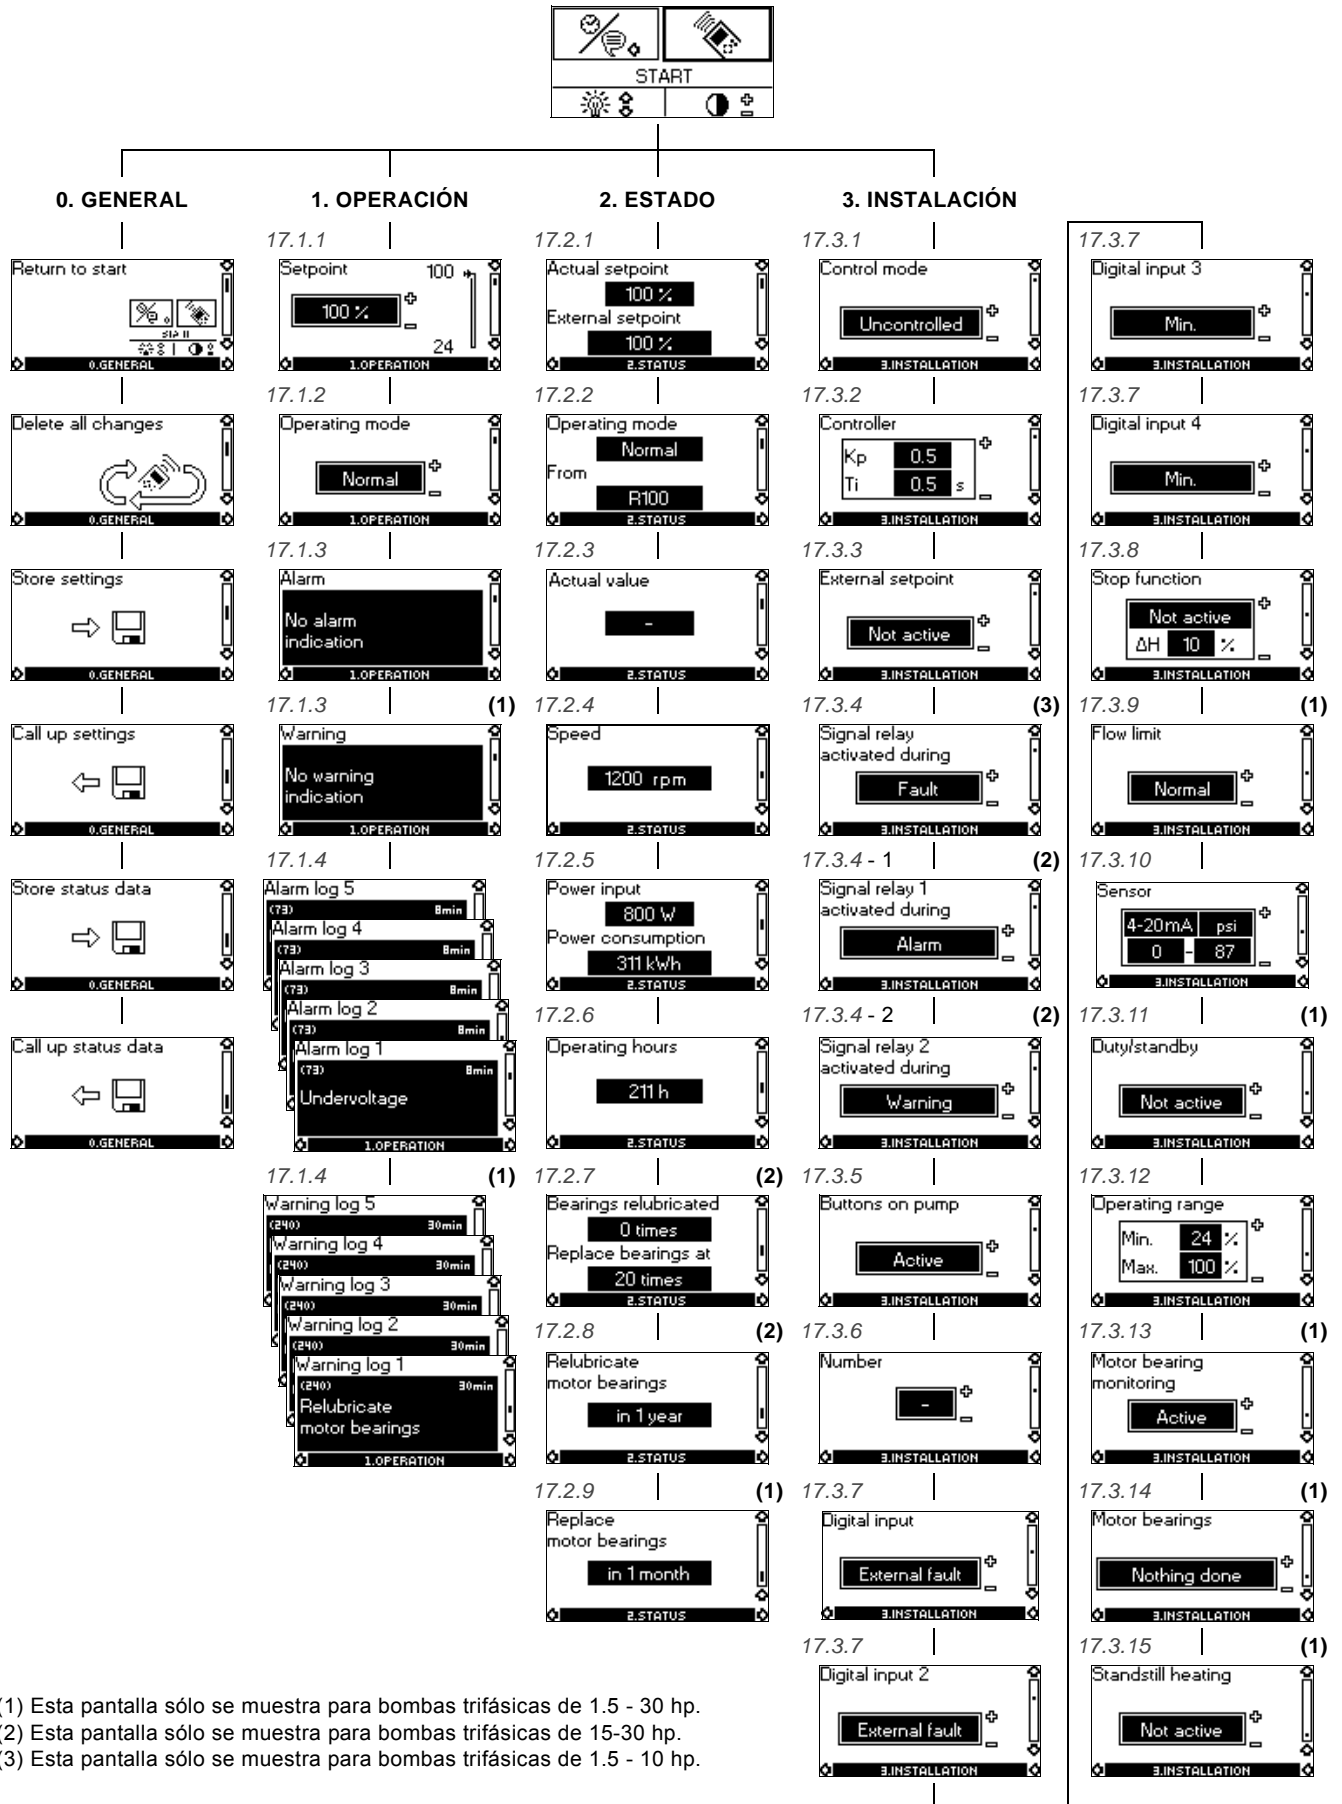 START
0. GENERAL
Return to start
START
0.GENERAL
Delete all changes
0.GENERAL
Store settings
0.GENERAL
Call up settings
0.GENERAL
Store status data
0.GENERAL
Call up status data
0.GENERAL
1. OPERACIÓN
17.1.1
Setpoint
100
100 %
24
1.OPERATION
17.1.2
Operating mode
Normal
1.OPERATION
17.1.3
Alarm
No alarm
indication
1.OPERATION
17.1.3 (1)
Warning
No warning
indication
1.OPERATION
17.1.4
Alarm log 5
(73) 8min
Alarm log 4
(73) 8min
Alarm log 3
(73) 8min
Alarm log 2
(73) 8min
Alarm log 1
(73) 8min
Undervoltage
1.OPERATION
17.1.4 (1)
Warning log 5
(240) 30min
Warning log 4
(240) 30min
Warning log 3
(240) 30min
Warning log 2
(240) 30min
Warning log 1
(240) 30min
Relubricate
motor bearings
1.OPERATION
2. ESTADO
17.2.1
Actual setpoint
100 %
External setpoint
100 %
2.STATUS
17.2.2
Operating mode
Normal
From
R100
2.STATUS
17.2.3
Actual value
-
2.STATUS
17.2.4
Speed
1200 rpm
2.STATUS
17.2.5
Power input
800 W
Power consumption
311 kWh
2.STATUS
17.2.6
Operating hours
211 h
2.STATUS
17.2.7 (2)
Bearings relubricated
0 times
Replace bearings at
20 times
2.STATUS
17.2.8 (2)
Relubricate
motor bearings
in 1 year
2.STATUS
17.2.9 (1)
Replace
motor bearings
in 1 month
2.STATUS
3. INSTALACIÓN
17.3.1
Control mode
Uncontrolled
3.INSTALLATION
17.3.2
Controller
Kp 0.5
Ti 0.5 s
3.INSTALLATION
17.3.3
External setpoint
Not active
3.INSTALLATION
17.3.4 (3)
Signal relay
activated during
Fault
3.INSTALLATION
17.3.4 - 1 (2)
Signal relay 1
activated during
Alarm
3.INSTALLATION
17.3.4 - 2 (2)
Signal relay 2
activated during
Warning
3.INSTALLATION
17.3.5
Buttons on pump
Active
3.INSTALLATION
17.3.6
Number
-
3.INSTALLATION
17.3.7
Digital input
External fault
3.INSTALLATION
17.3.7
Digital input 2
External fault
3.INSTALLATION
17.3.7
Digital input 3
Min.
3.INSTALLATION
17.3.7
Digital input 4
Min.
3.INSTALLATION
17.3.8
Stop function
Not active
ΔH 10 %
3.INSTALLATION
17.3.9 (1)
Flow limit
Normal
3.INSTALLATION
17.3.10
Sensor
4-20mA psi
0 - 87
3.INSTALLATION
17.3.11 (1)
Duty/standby
Not active
3.INSTALLATION
17.3.12
Operating range
Min. 24 %
Max. 100 %
3.INSTALLATION
17.3.13 (1)
Motor bearing
monitoring
Active
3.INSTALLATION
17.3.14 (1)
Motor bearings
Nothing done
3.INSTALLATION
17.3.15 (1)
Standstill heating
Not active
3.INSTALLATION
(1) Esta pantalla sólo se muestra para bombas trifásicas de 1.5 - 30 hp.
(2) Esta pantalla sólo se muestra para bombas trifásicas de 15-30 hp.
(3) Esta pantalla sólo se muestra para bombas trifásicas de 1.5 - 10 hp.